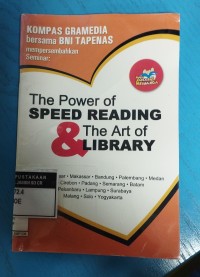 KOMPAS GRAMEDIA
bersama BNI TAPENAS
mempersembahkan
Seminar:
The Power of
SPEED READING
& The Art of
LIBRARY
• Makassar • Bandung • Palembang • Medan
Cirebon • Padang • Semarang • Batam
Pekanbaru • Lampung • Surabaya
Malang • Solo • Yogyakarta